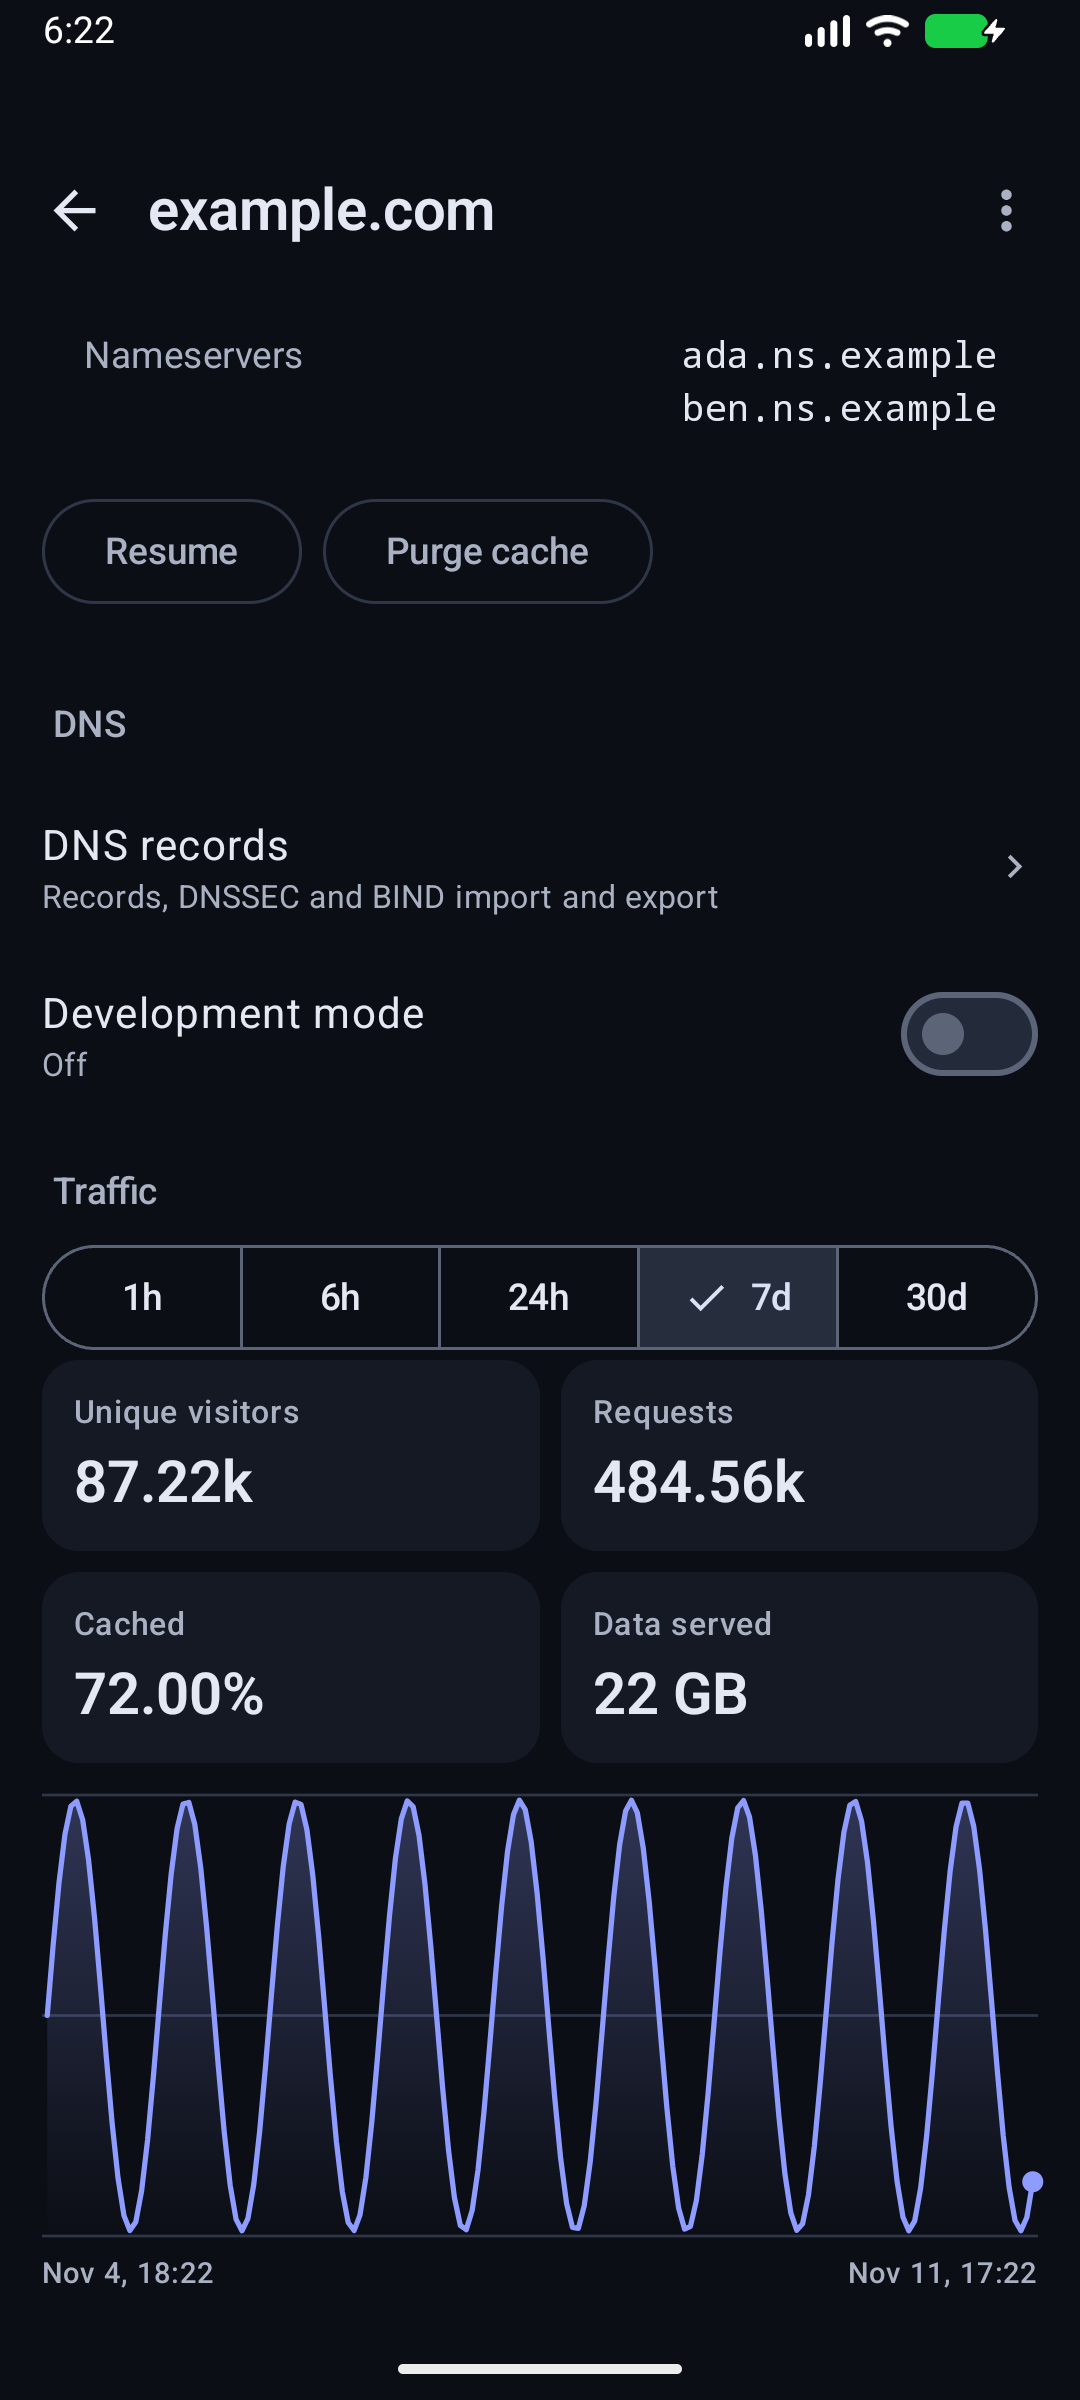 6:22
example.com
Nameservers
ada.ns.example
ben.ns.example
Resume
Purge cache
DNS
DNS records
Records, DNSSEC and BIND import and export
Development mode
Off
Traffic
1h
6h
24h
7d
30d
Unique visitors
87.22k
Requests
484.56k
Cached
72.00%
Data served
22 GB
Nov 4, 18:22
Nov 11, 17:22